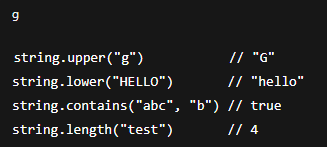 g
string.upper("g")            // "G"
string.lower("HELLO")        // "hello"
string.contains("abc", "b") // true
string.length("test")        // 4